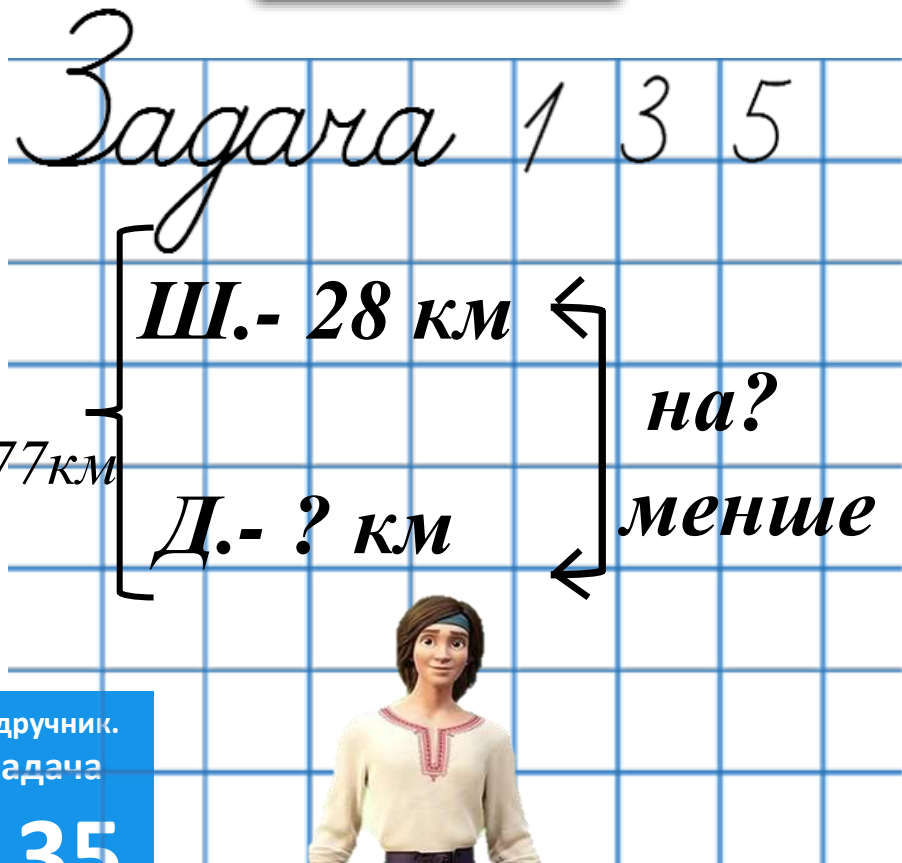 Задача 135
Ш.- 28 км
на?
77км
Д.- ? км
менше
дручник.
адача
35